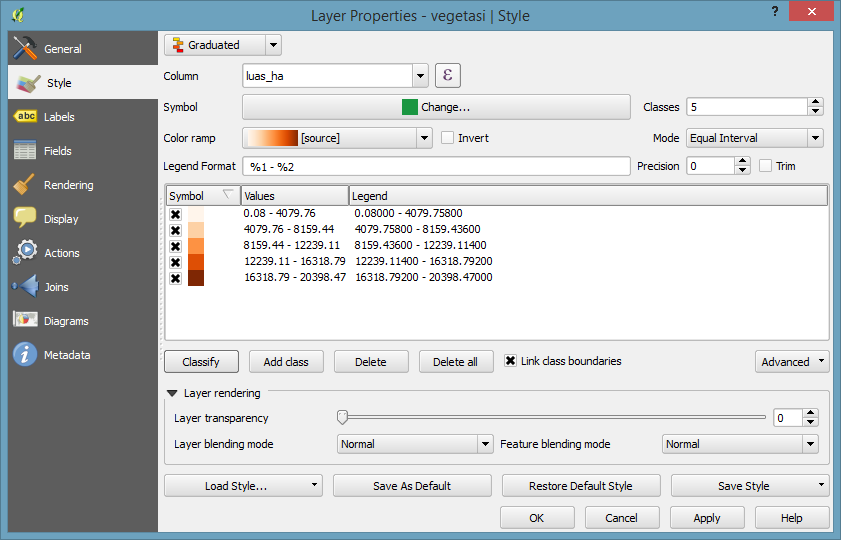 Layer Properties - vegetasi | Style
?
General
Style
abc Labels
Fields
Rendering
Display
Actions
Joins
Diagrams
Metadata
Graduated
Column luas_ha ε
Symbol Change... Classes 5
Color ramp [source] Invert Mode Equal Interval
Legend Format %1 - %2 Precision 0 Trim
Symbol Values Legend
0.08 - 4079.76 0.08000 - 4079.75800
4079.76 - 8159.44 4079.75800 - 8159.43600
8159.44 - 12239.11 8159.43600 - 12239.11400
12239.11 - 16318.79 12239.11400 - 16318.79200
16318.79 - 20398.47 16318.79200 - 20398.47000
Classify Add class Delete Delete all Link class boundaries Advanced
Layer rendering
Layer transparency 0
Layer blending mode Normal Feature blending mode Normal
Load Style... Save As Default Restore Default Style Save Style
OK Cancel Apply Help